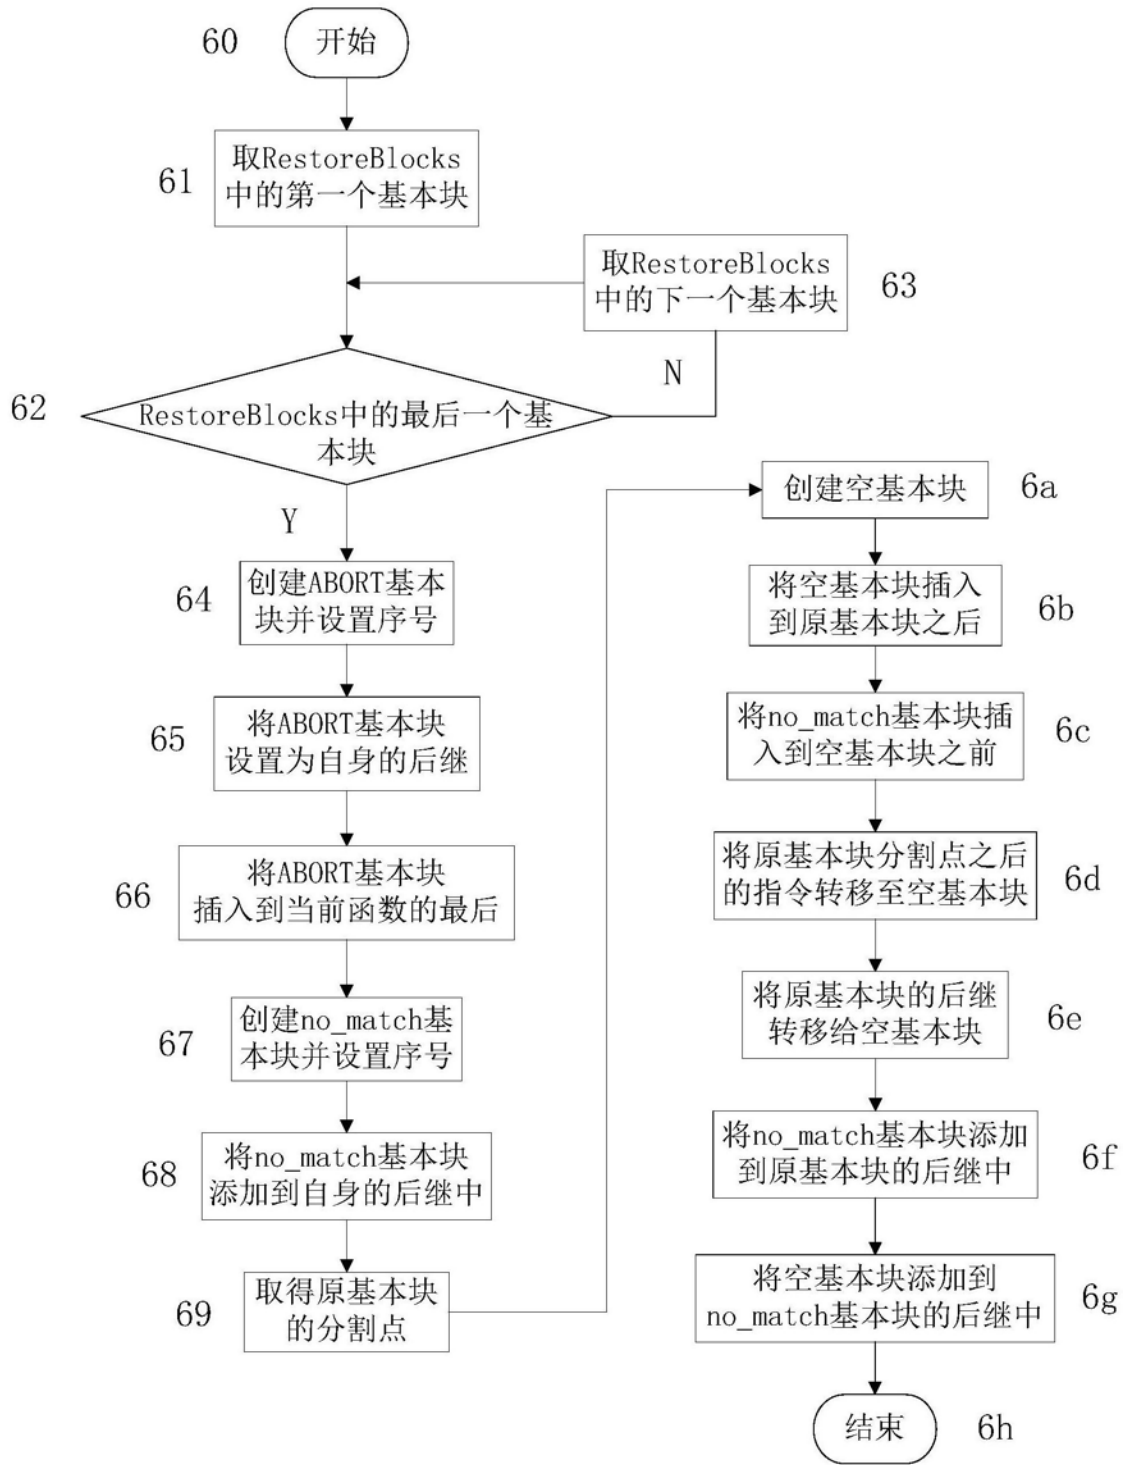 60
开始
61
取RestoreBlocks
中的第一个基本块
取RestoreBlocks
中的下一个基本块
63
N
62
RestoreBlocks中的最后一个基
本块
Y
64
创建ABORT基本
块并设置序号
65
将ABORT基本块
设置为自身的后继
66
将ABORT基本块
插入到当前函数的最后
67
创建no_match基
本块并设置序号
68
将no_match基本块
添加到自身的后继中
69
取得原基本块
的分割点
创建空基本块
6a
将空基本块插入
到原基本块之后
6b
将no_match基本块插
入到空基本块之前
6c
将原基本块分割点之后
的指令转移至空基本块
6d
将原基本块的后继
转移给空基本块
6e
将no_match基本块添加
到原基本块的后继中
6f
将空基本块添加到
no_match基本块的后继中
6g
结束
6h